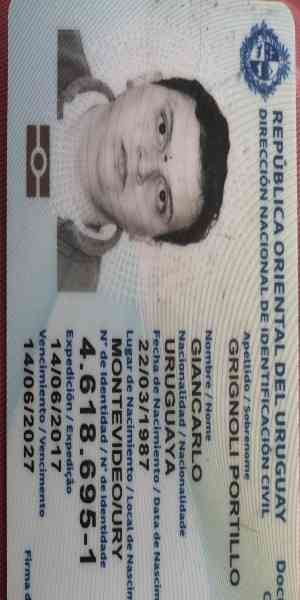 REPÚBLICA ORIENTAL DEL URUGUAY
DIRECCIÓN NACIONAL DE IDENTIFICACIÓN CIVIL
Apellido / Sobrenome
GRIGNOLI PORTILLO
Nombre / Nome
GIANCARLO
Nacionalidad / Nacionalidade
URUGUAYA
Fecha de Nacimiento / Data de Nascim
22/03/1987
Lugar de Nacimiento / Local de Nascim
MONTEVIDEO/URY
N° de Identidad / N° de Identidade
4.618.695-1
Expedición / Expedição
14/06/2017
Vencimiento / Vencimento
14/06/2027
Firma d